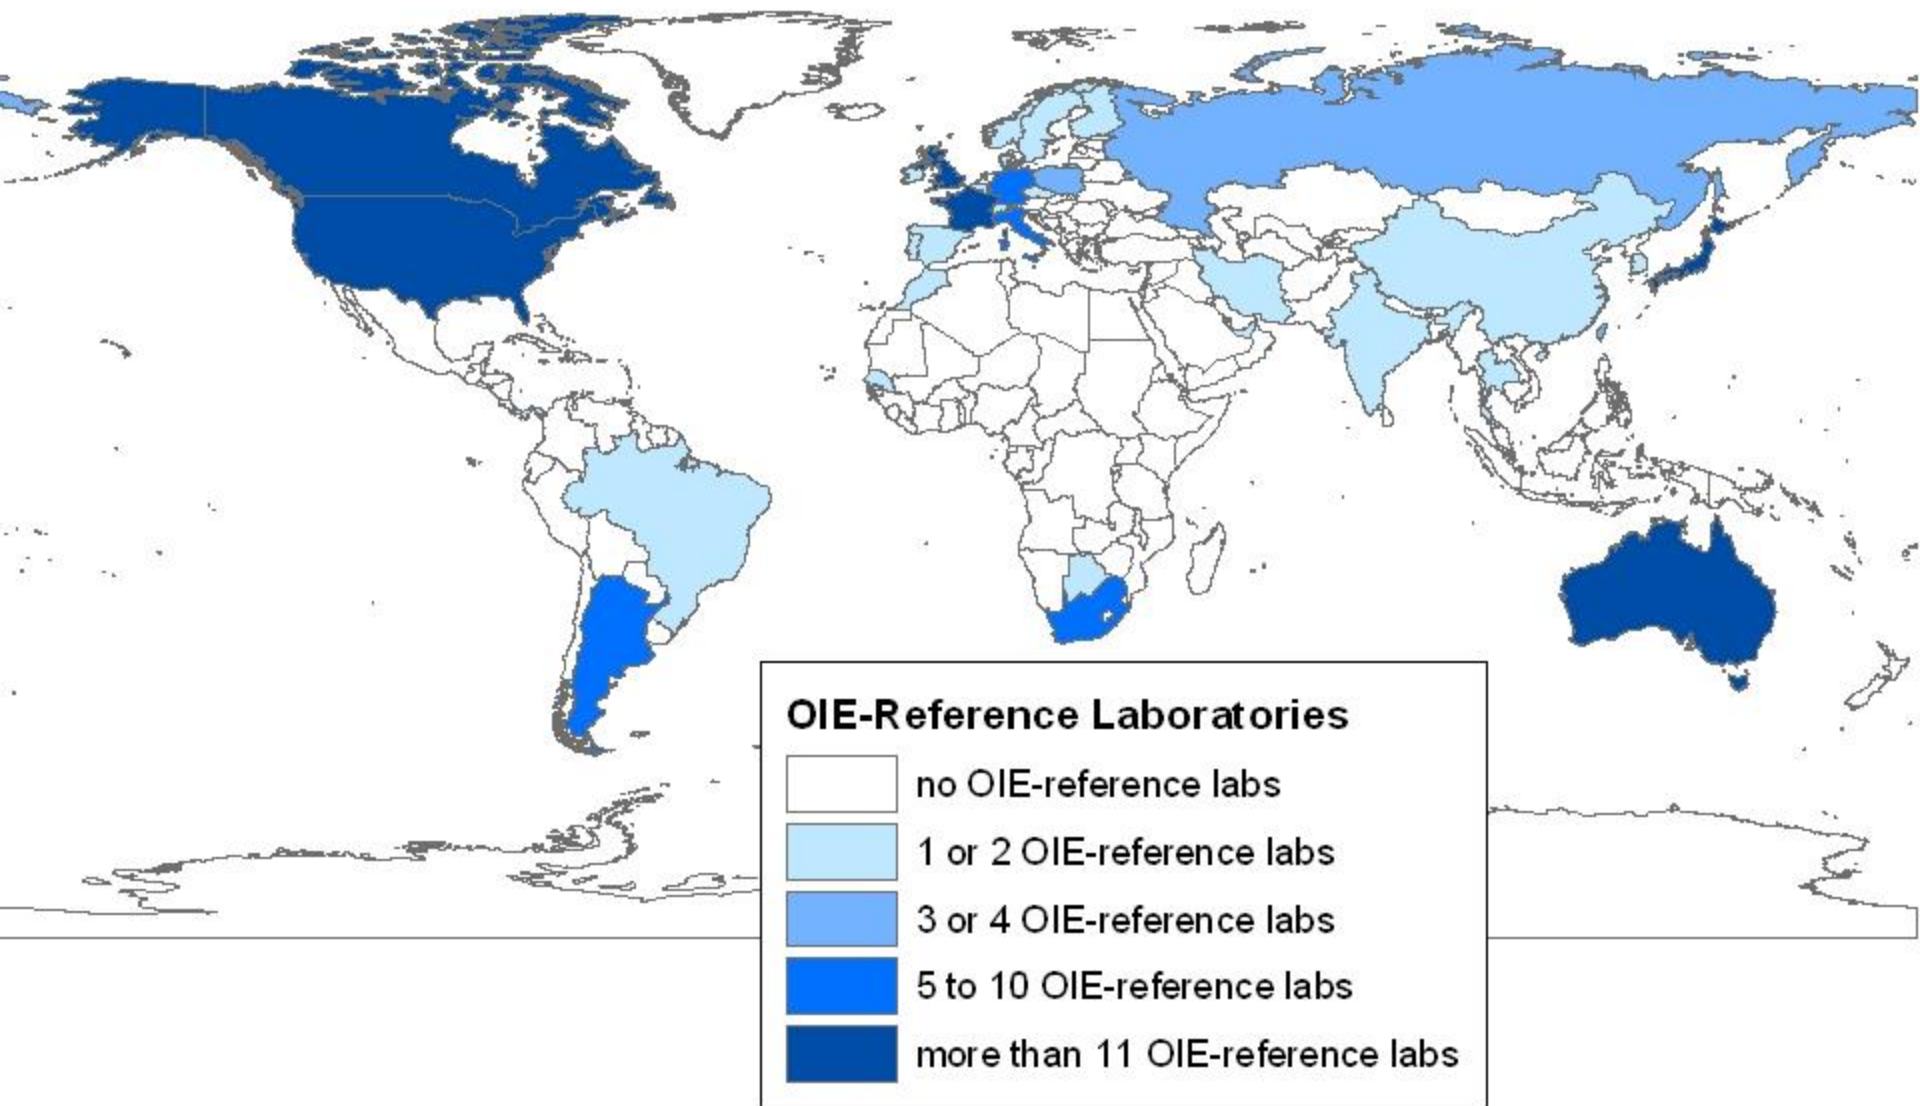 OIE-Reference Laboratories
no OIE-reference labs
1 or 2 OIE-reference labs
3 or 4 OIE-reference labs
5 to 10 OIE-reference labs
more than 11 OIE-reference labs